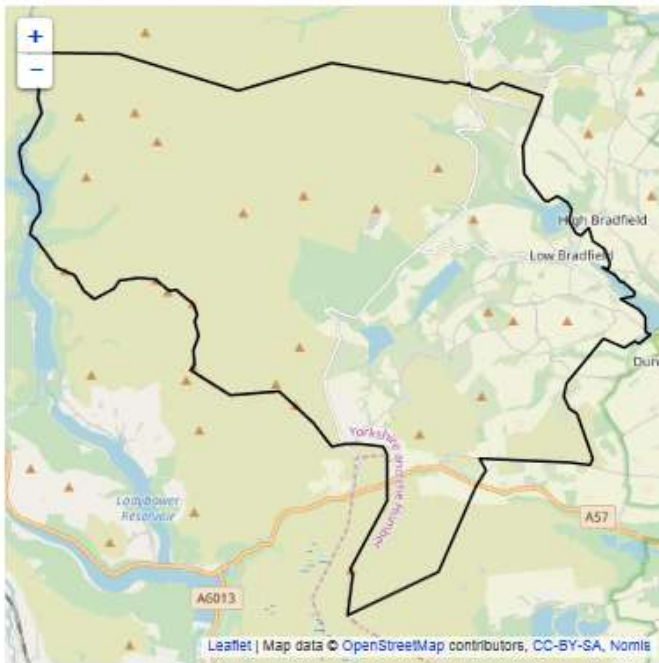 +
−
High Bradfield
Low Bradfield
Dun
Yorkshire and the Humber
Ladybower
Reservoir
A57
A6013
Leaflet | Map data © OpenStreetMap contributors, CC-BY-SA, Nomis